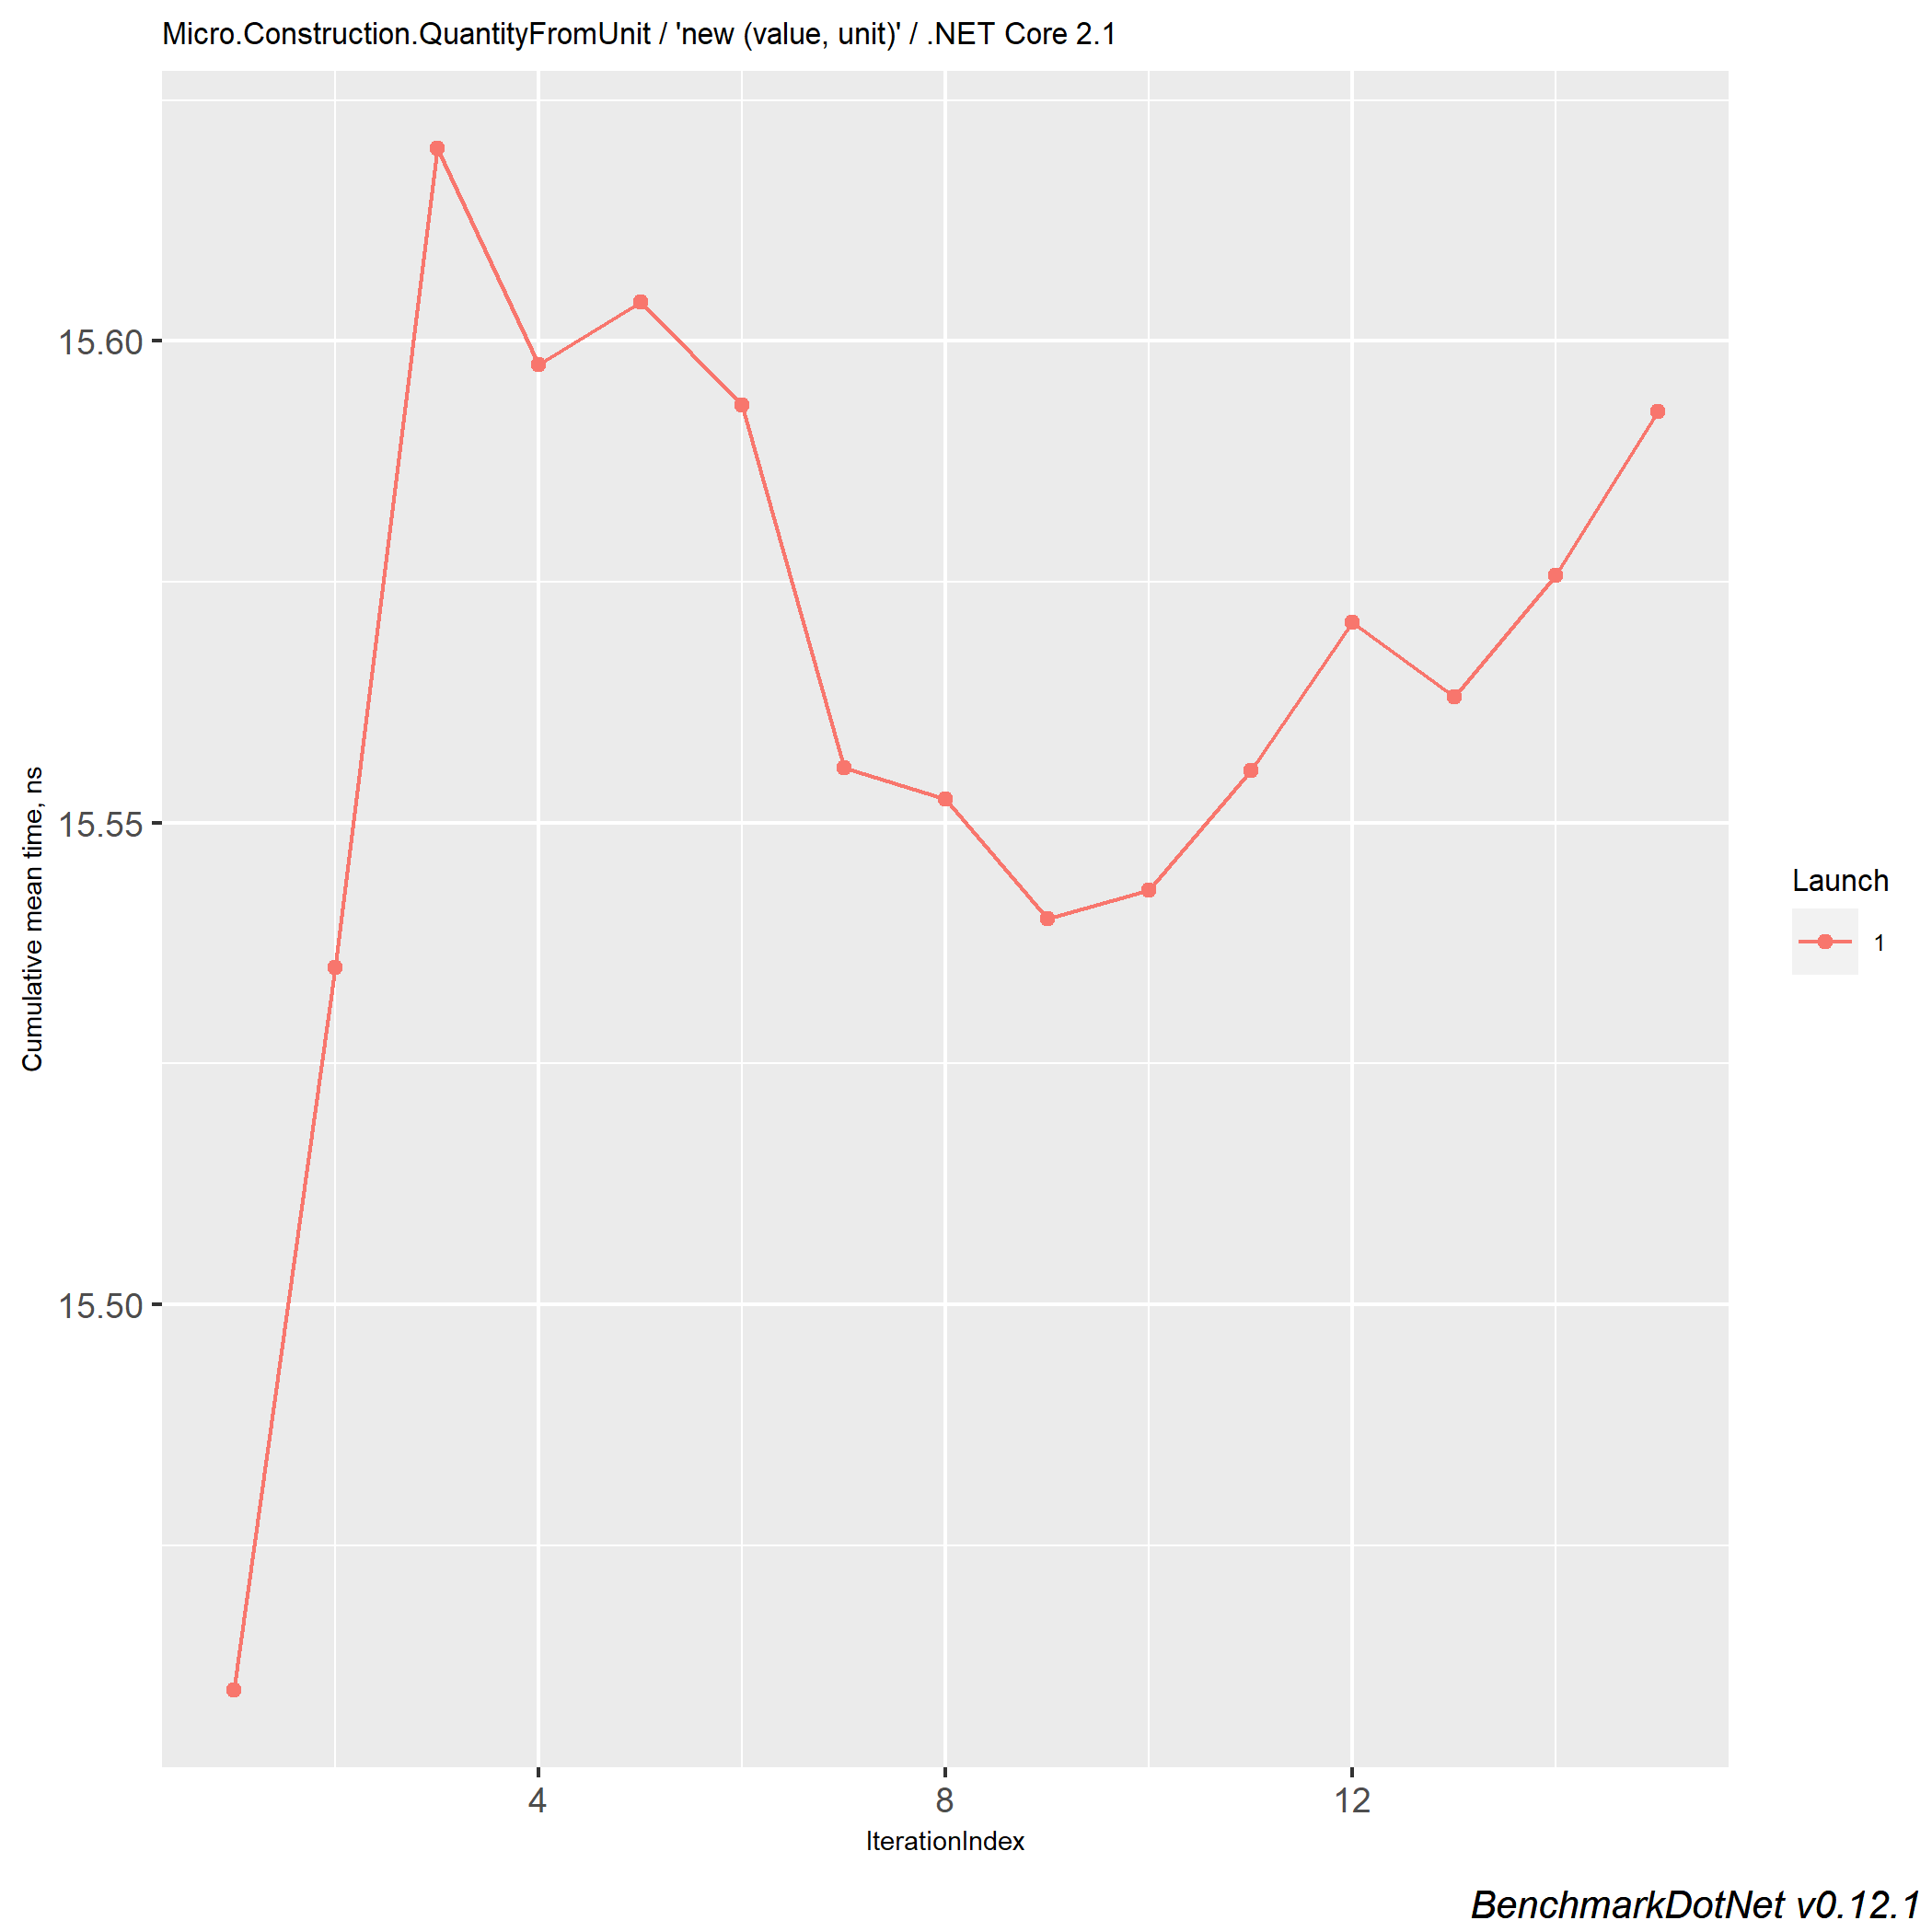 Micro.Construction.QuantityFromUnit / 'new (value, unit)' / .NET Core 2.1
15.60
15.55
15.50
Cumulative mean time, ns
4
8
12
IterationIndex
Launch
1
BenchmarkDotNet v0.12.1